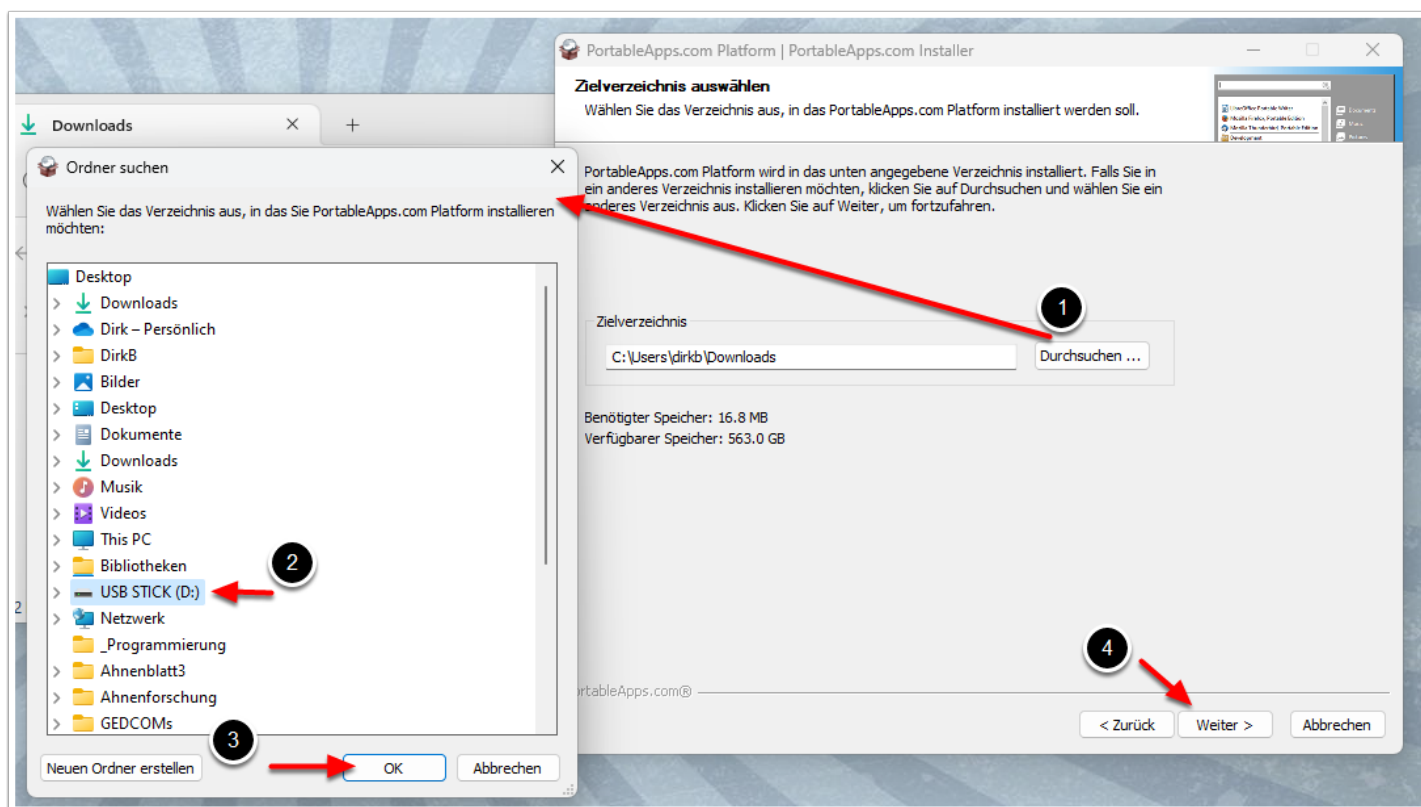 PortableApps.com Platform | PortableApps.com Installer
Zielverzeichnis auswählen
Wählen Sie das Verzeichnis aus, in das PortableApps.com Platform installiert werden soll.
PortableApps.com Platform wird in das unten angegebene Verzeichnis installiert. Falls Sie in
ein anderes Verzeichnis installieren möchten, klicken Sie auf Durchsuchen und wählen Sie ein
anderes Verzeichnis aus. Klicken Sie auf Weiter, um fortzufahren.
1
Zielverzeichnis
C:\Users\dirkb\Downloads
Durchsuchen ...
Benötigter Speicher: 16.8 MB
Verfügbarer Speicher: 563.0 GB
4
rtableApps.com®
< Zurück
Weiter >
Abbrechen
Downloads
Ordner suchen
Wählen Sie das Verzeichnis aus, in das Sie PortableApps.com Platform installieren
möchten:
Desktop
Downloads
Dirk – Persönlich
DirkB
Bilder
Desktop
Dokumente
Downloads
Musik
Videos
This PC
Bibliotheken
2
USB STICK (D:)
2
Netzwerk
_Programmierung
Ahnenblatt3
Ahnenforschung
GEDCOMs
3
Neuen Ordner erstellen
OK
Abbrechen